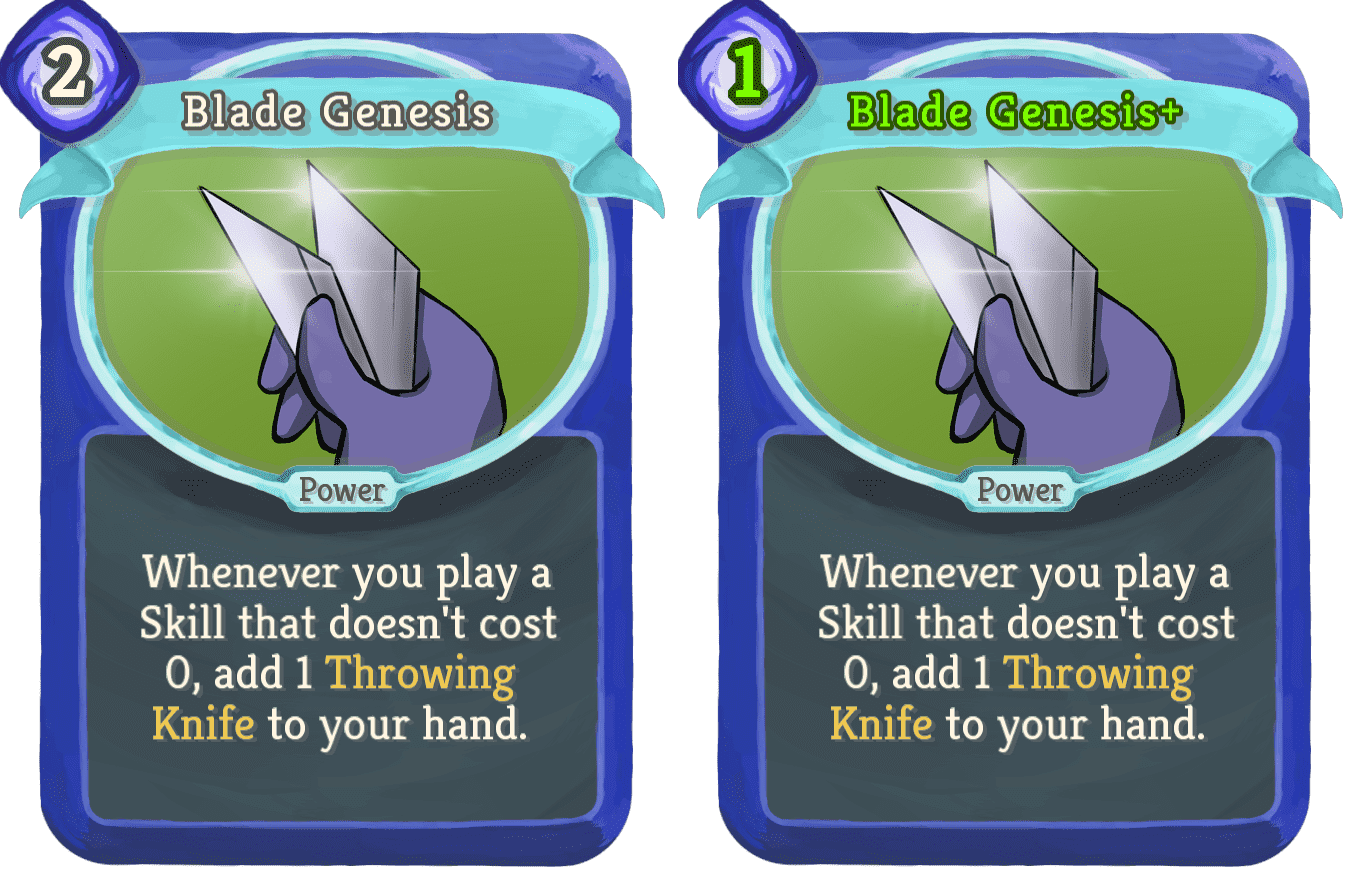 2
Blade Genesis
Power
Whenever you play a
Skill that doesn't cost
0, add 1 Throwing
Knife to your hand.
1
Blade Genesis+
Power
Whenever you play a
Skill that doesn't cost
0, add 1 Throwing
Knife to your hand.